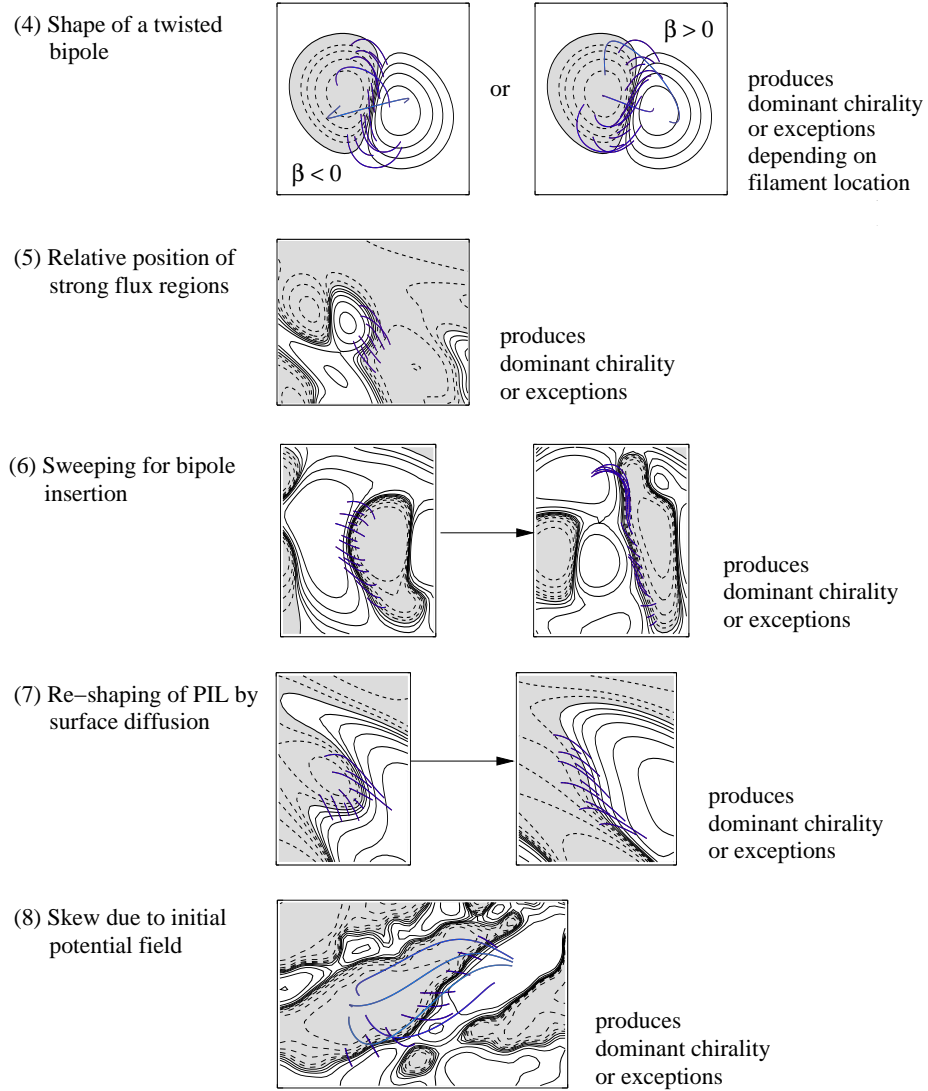 (4) Shape of a twisted
bipole
β < 0
or
β > 0
produces
dominant chirality
or exceptions
depending on
filament location
(5) Relative position of
strong flux regions
produces
dominant chirality
or exceptions
(6) Sweeping for bipole
insertion
produces
dominant chirality
or exceptions
(7) Re−shaping of PIL by
surface diffusion
produces
dominant chirality
or exceptions
(8) Skew due to initial
potential field
produces
dominant chirality
or exceptions